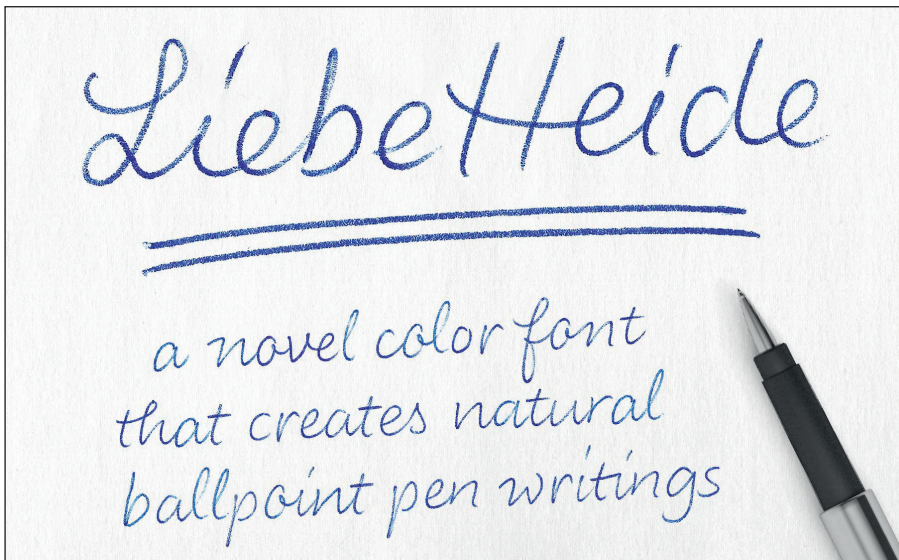 LiebeHeide
a novel color font
that creates natural
ballpoint pen writings